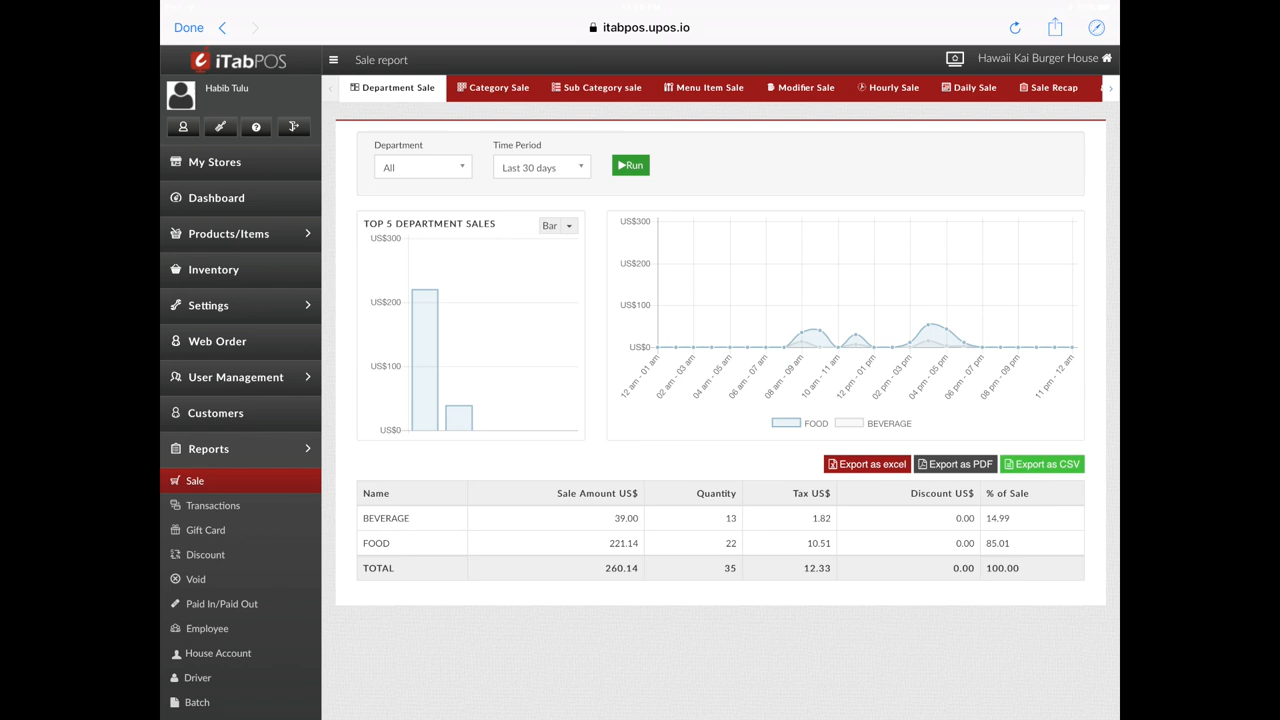 Done
itabpos.upos.io
iTabPOS
Sale report
Hawaii Kai Burger House
Habib Tulu
Department Sale
Category Sale
Sub Category sale
Menu Item Sale
Modifier Sale
Hourly Sale
Daily Sale
Sale Recap
My Stores
Dashboard
Products/Items
Inventory
Settings
Web Order
User Management
Customers
Reports
Sale
Transactions
Gift Card
Discount
Void
Paid In/Paid Out
Employee
House Account
Driver
Batch
Department
Time Period
All
Last 30 days
Run
TOP 5 DEPARTMENT SALES
Bar
US$300
US$200
US$100
US$0
US$300
US$200
US$100
US$0
12 am - 01 am
02 am - 03 am
04 am - 05 am
06 am - 07 am
08 am - 09 am
10 am - 11 am
12 pm - 01 pm
02 pm - 03 pm
04 pm - 05 pm
06 pm - 07 pm
08 pm - 09 pm
11 pm - 12 am
FOOD
BEVERAGE
Export as excel
Export as PDF
Export as CSV
Name Sale Amount US$ Quantity Tax US$ Discount US$ % of Sale
BEVERAGE 39.00 13 1.82 0.00 14.99
FOOD 221.14 22 10.51 0.00 85.01
TOTAL 260.14 35 12.33 0.00 100.00